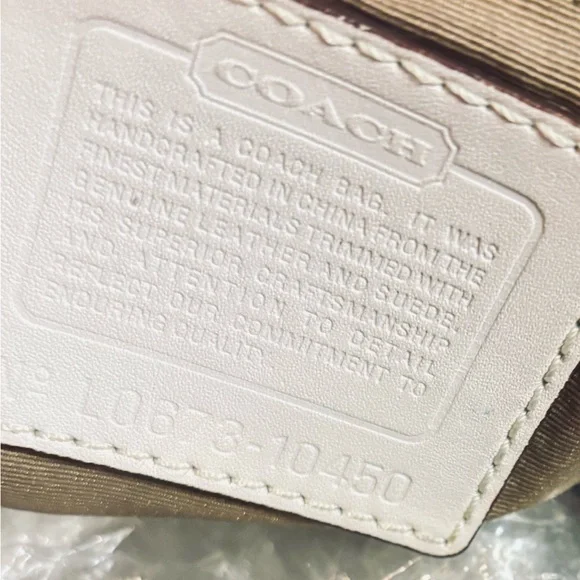 COACH
THIS IS A COACH BAG. IT WAS
HANDCRAFTED IN CHINA FROM THE
FINEST MATERIALS TRIMMED WITH
GENUINE LEATHER AND SUEDE.
ITS SUPERIOR CRAFTSMANSHIP
AND ATTENTION TO DETAIL
REFLECT OUR COMMITMENT TO
ENDURING QUALITY.
Nº L0673-10450